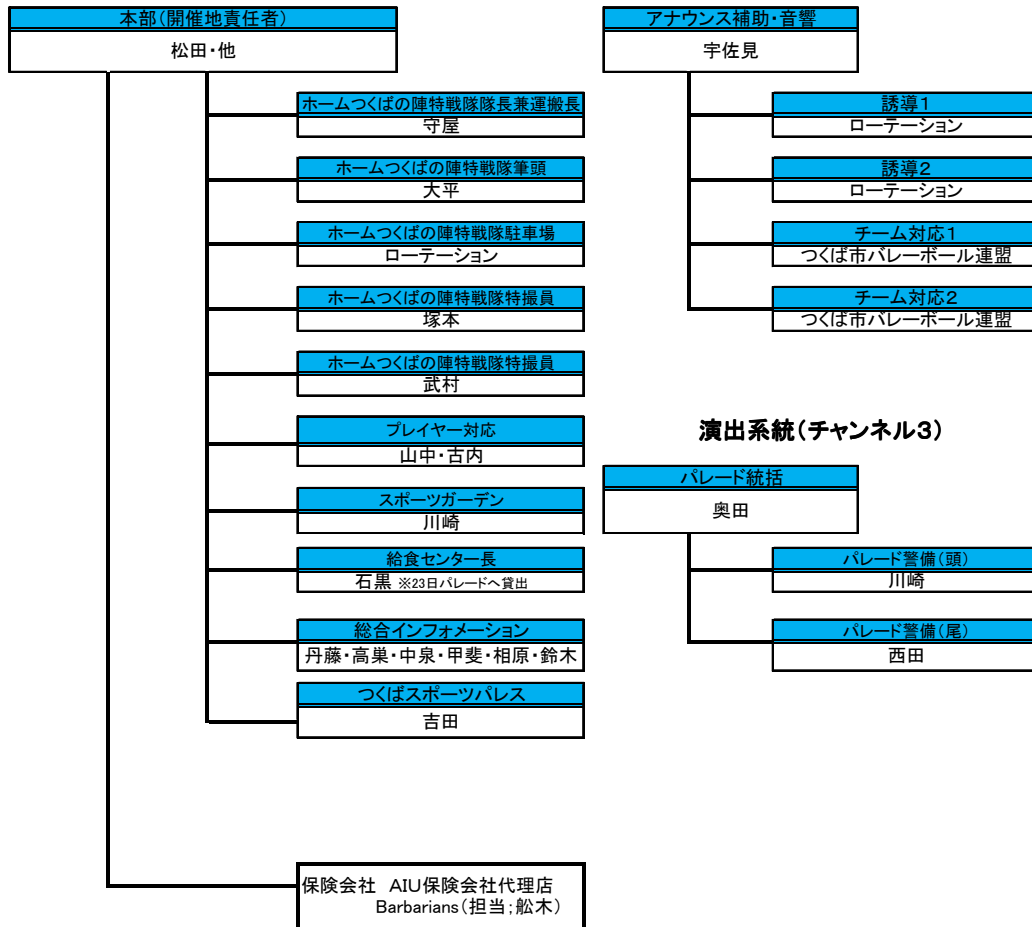 本部(開催地責任者)
松田・他
ホームつくばの陣特戦隊隊長兼運搬長
守屋
ホームつくばの陣特戦隊筆頭
大平
ホームつくばの陣特戦隊駐車場
ローテーション
ホームつくばの陣特戦隊特撮員
塚本
ホームつくばの陣特戦隊特撮員
武村
プレイヤー対応
山中・古内
スポーツガーデン
川崎
給食センター長
石黒 ※23日パレードへ貸出
総合インフォメーション
丹藤・高巣・中泉・甲斐・相原・鈴木
つくばスポーツパレス
吉田
保険会社 AIU保険会社代理店
Barbarians(担当;舩木)
アナウンス補助・音響
宇佐見
誘導1
ローテーション
誘導2
ローテーション
チーム対応1
つくば市バレーボール連盟
チーム対応2
つくば市バレーボール連盟
演出系統(チャンネル3)
パレード統括
奥田
パレード警備(頭)
川崎
パレード警備(尾)
西田